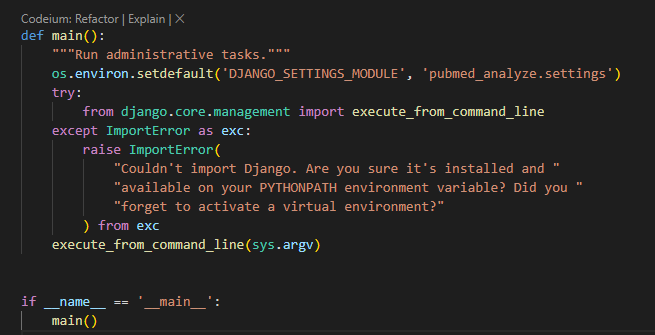 Codeium: Refactor | Explain | ×
def main():
    """Run administrative tasks."""
    os.environ.setdefault('DJANGO_SETTINGS_MODULE', 'pubmed_analyze.settings')
    try:
        from django.core.management import execute_from_command_line
    except ImportError as exc:
        raise ImportError(
            "Couldn't import Django. Are you sure it's installed and "
            "available on your PYTHONPATH environment variable? Did you "
            "forget to activate a virtual environment?"
        ) from exc
    execute_from_command_line(sys.argv)
if __name__ == '__main__':
    main()